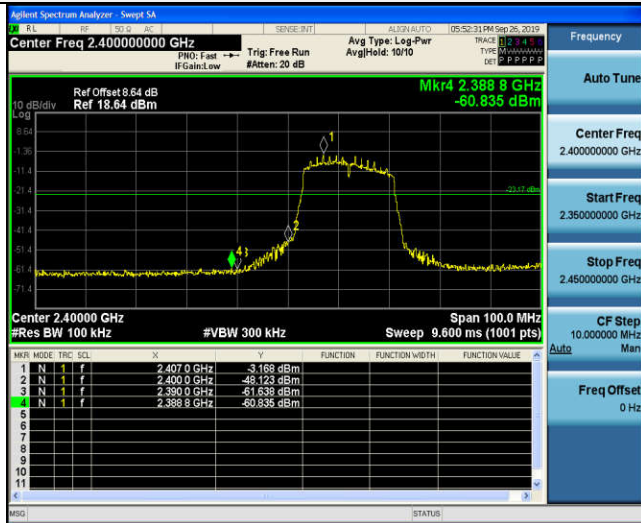 Agilent Spectrum Analyzer - Swept SA
RL RF 50 Ω AC SENSE:INT ALIGN AUTO 05:52:31 PM Sep 26, 2019
Center Freq 2.400000000 GHz
PNO: Fast
IFGain:Low
Trig: Free Run
#Atten: 20 dB
Avg Type: Log-Pwr
Avg|Hold: 10/10
TRACE 1 2 3 4 5 6
TYPE M
DET P P P P P P
Frequency
Auto Tune
Center Freq
2.400000000 GHz
Start Freq
2.350000000 GHz
Stop Freq
2.450000000 GHz
CF Step
10.000000 MHz
Auto Man
Freq Offset
0 Hz
Mkr4 2.388 8 GHz
-60.835 dBm
Ref Offset 8.64 dB
Ref 18.64 dBm
10 dB/div
Log
8.64
-1.36
-11.4
-21.4
-31.4
-41.4
-51.4
-61.4
-71.4
1
-23.17 dBm
2
4
3
Center 2.40000 GHz
Span 100.0 MHz
#Res BW 100 kHz
#VBW 300 kHz
Sweep 9.600 ms (1001 pts)
MKR MODE TRC SCL X Y FUNCTION FUNCTION WIDTH FUNCTION VALUE
1 N 1 f 2.407 0 GHz -3.168 dBm
2 N 1 f 2.400 0 GHz -48.123 dBm
3 N 1 f 2.390 0 GHz -61.638 dBm
4 N 1 f 2.388 8 GHz -60.835 dBm
5
6
7
8
9
10
11
MSG STATUS